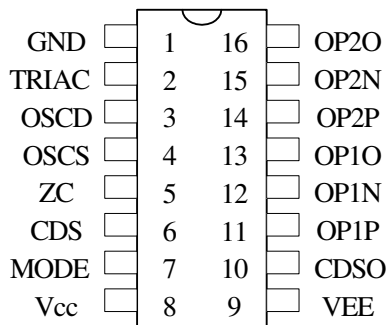 GND 1 16 OP2O
TRIAC 2 15 OP2N
OSCD 3 14 OP2P
OSCS 4 13 OP1O
ZC 5 12 OP1N
CDS 6 11 OP1P
MODE 7 10 CDSO
Vcc 8 9 VEE